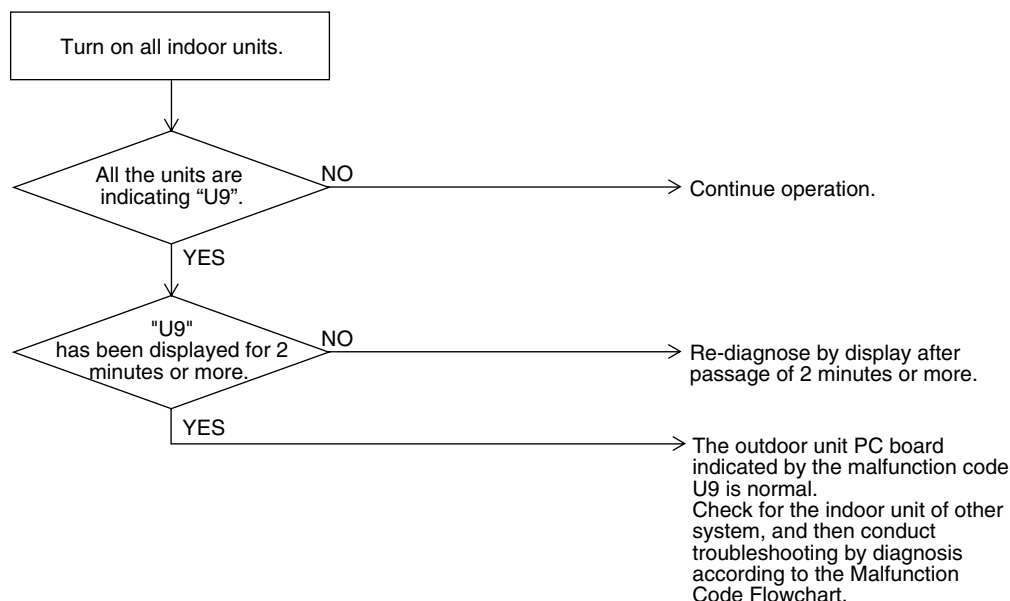 Turn on all indoor units.
All the units are
indicating “U9”.
NO
Continue operation.
YES
"U9"
has been displayed for 2
minutes or more.
NO
Re-diagnose by display after
passage of 2 minutes or more.
YES
The outdoor unit PC board
indicated by the malfunction code
U9 is normal.
Check for the indoor unit of other
system, and then conduct
troubleshooting by diagnosis
according to the Malfunction
Code Flowchart.